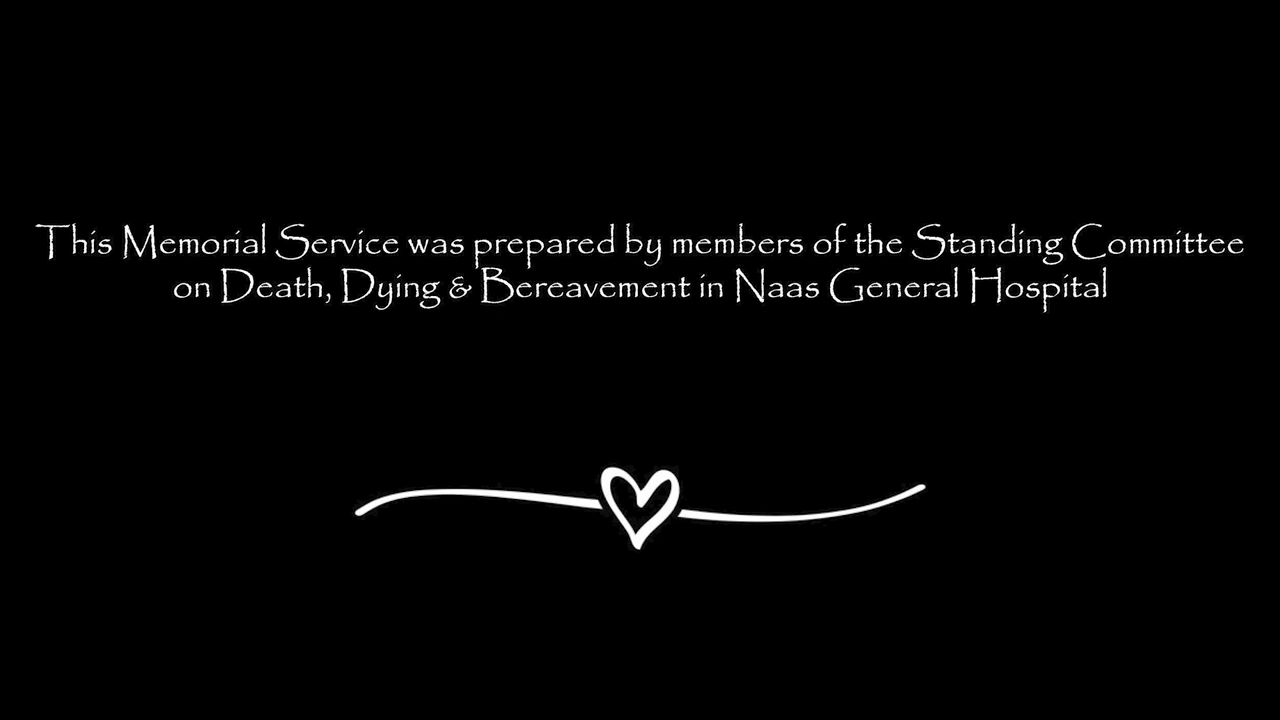 This Memorial Service was prepared by members of the Standing Committee
on Death, Dying & Bereavement in Naas General Hospital